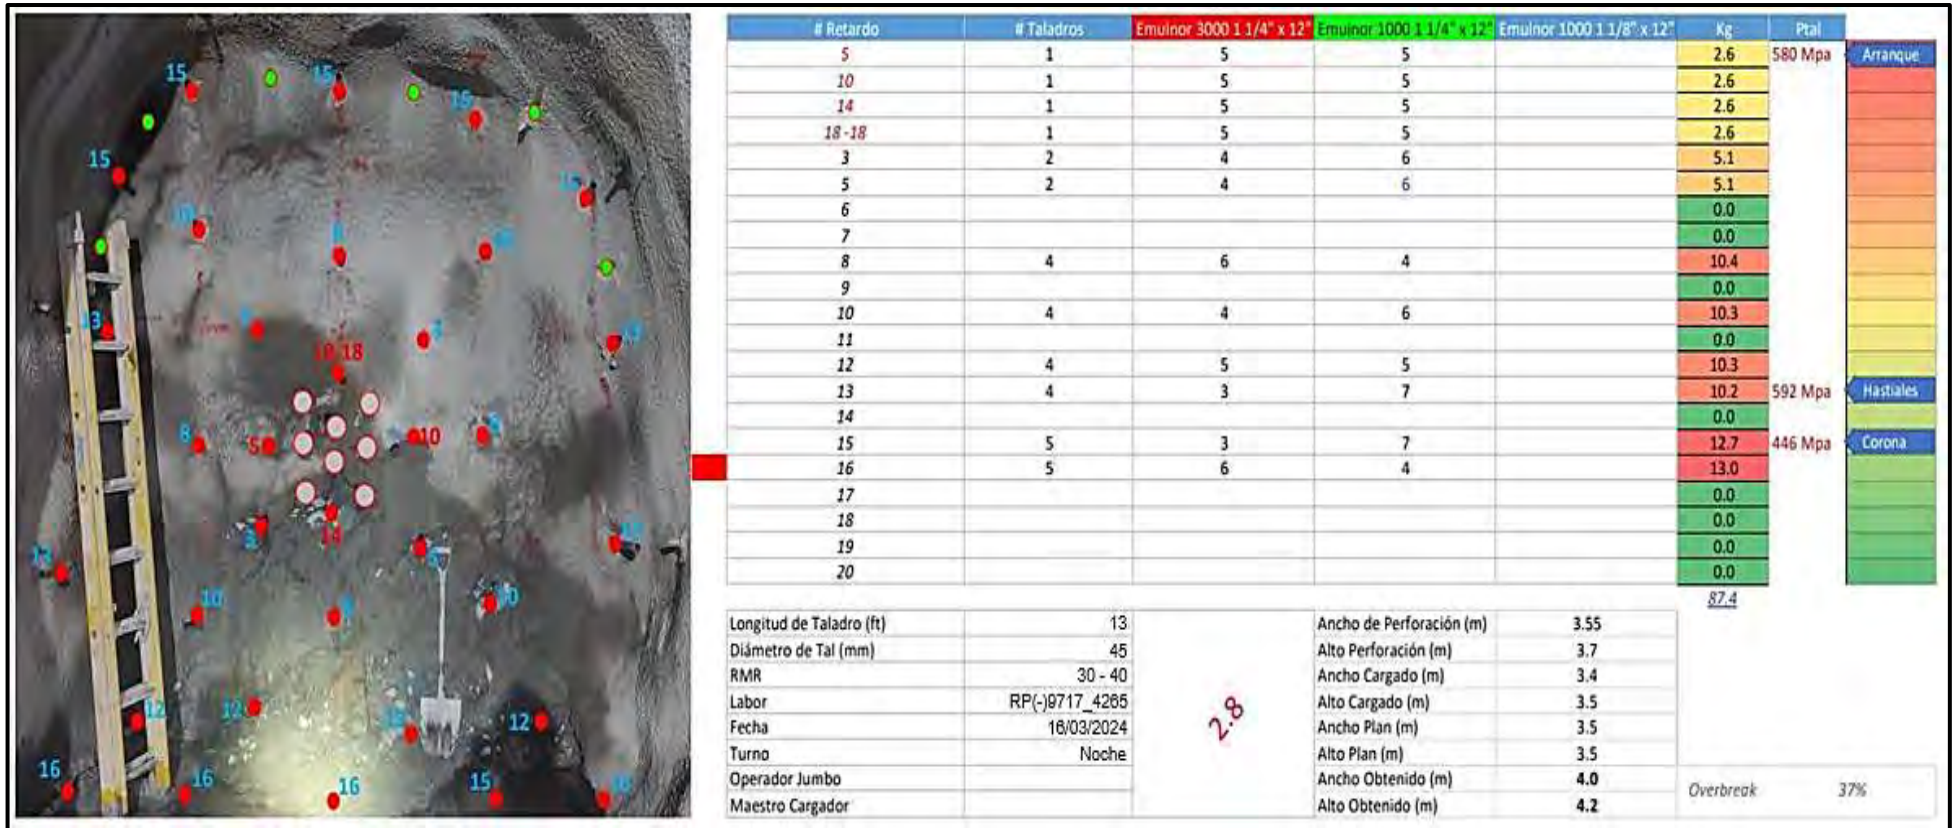 15
15
15
15
15
13
18
8
5
10
14
3
13
10
10
12
12
12
16
16
16
15
16
# Retardo # Taladros Emulnor 3000 1 1/4" x 12" Emulnor 1000 1 1/4" x 12" Emulnor 1000 1 1/8" x 12" Kg Ptal
5 1 5 5 2.6 580 Mpa Arranque
10 1 5 5 2.6
14 1 5 5 2.6
18 -18 1 5 5 2.6
3 2 4 6 5.1
5 2 4 6 5.1
6 0.0
7 0.0
8 4 6 4 10.4
9 0.0
10 4 4 6 10.3
11 0.0
12 4 5 5 10.3
13 4 3 7 10.2 592 Mpa Hastiales
14 0.0
15 5 3 7 12.7 446 Mpa Corona
16 5 6 4 13.0
17 0.0
18 0.0
19 0.0
20 0.0
87.4
Longitud de Taladro (ft) 13 Ancho de Perforación (m) 3.55
Diámetro de Tal (mm) 45 Alto Perforación (m) 3.7
RMR 30 - 40 Ancho Cargado (m) 3.4
Labor RP(-)9717_4265 Alto Cargado (m) 3.5
Fecha 16/03/2024 2.8 Ancho Plan (m) 3.5
Turno Noche Alto Plan (m) 3.5
Operador Jumbo Ancho Obtenido (m) 4.0
Overbreak 37%
Maestro Cargador Alto Obtenido (m) 4.2